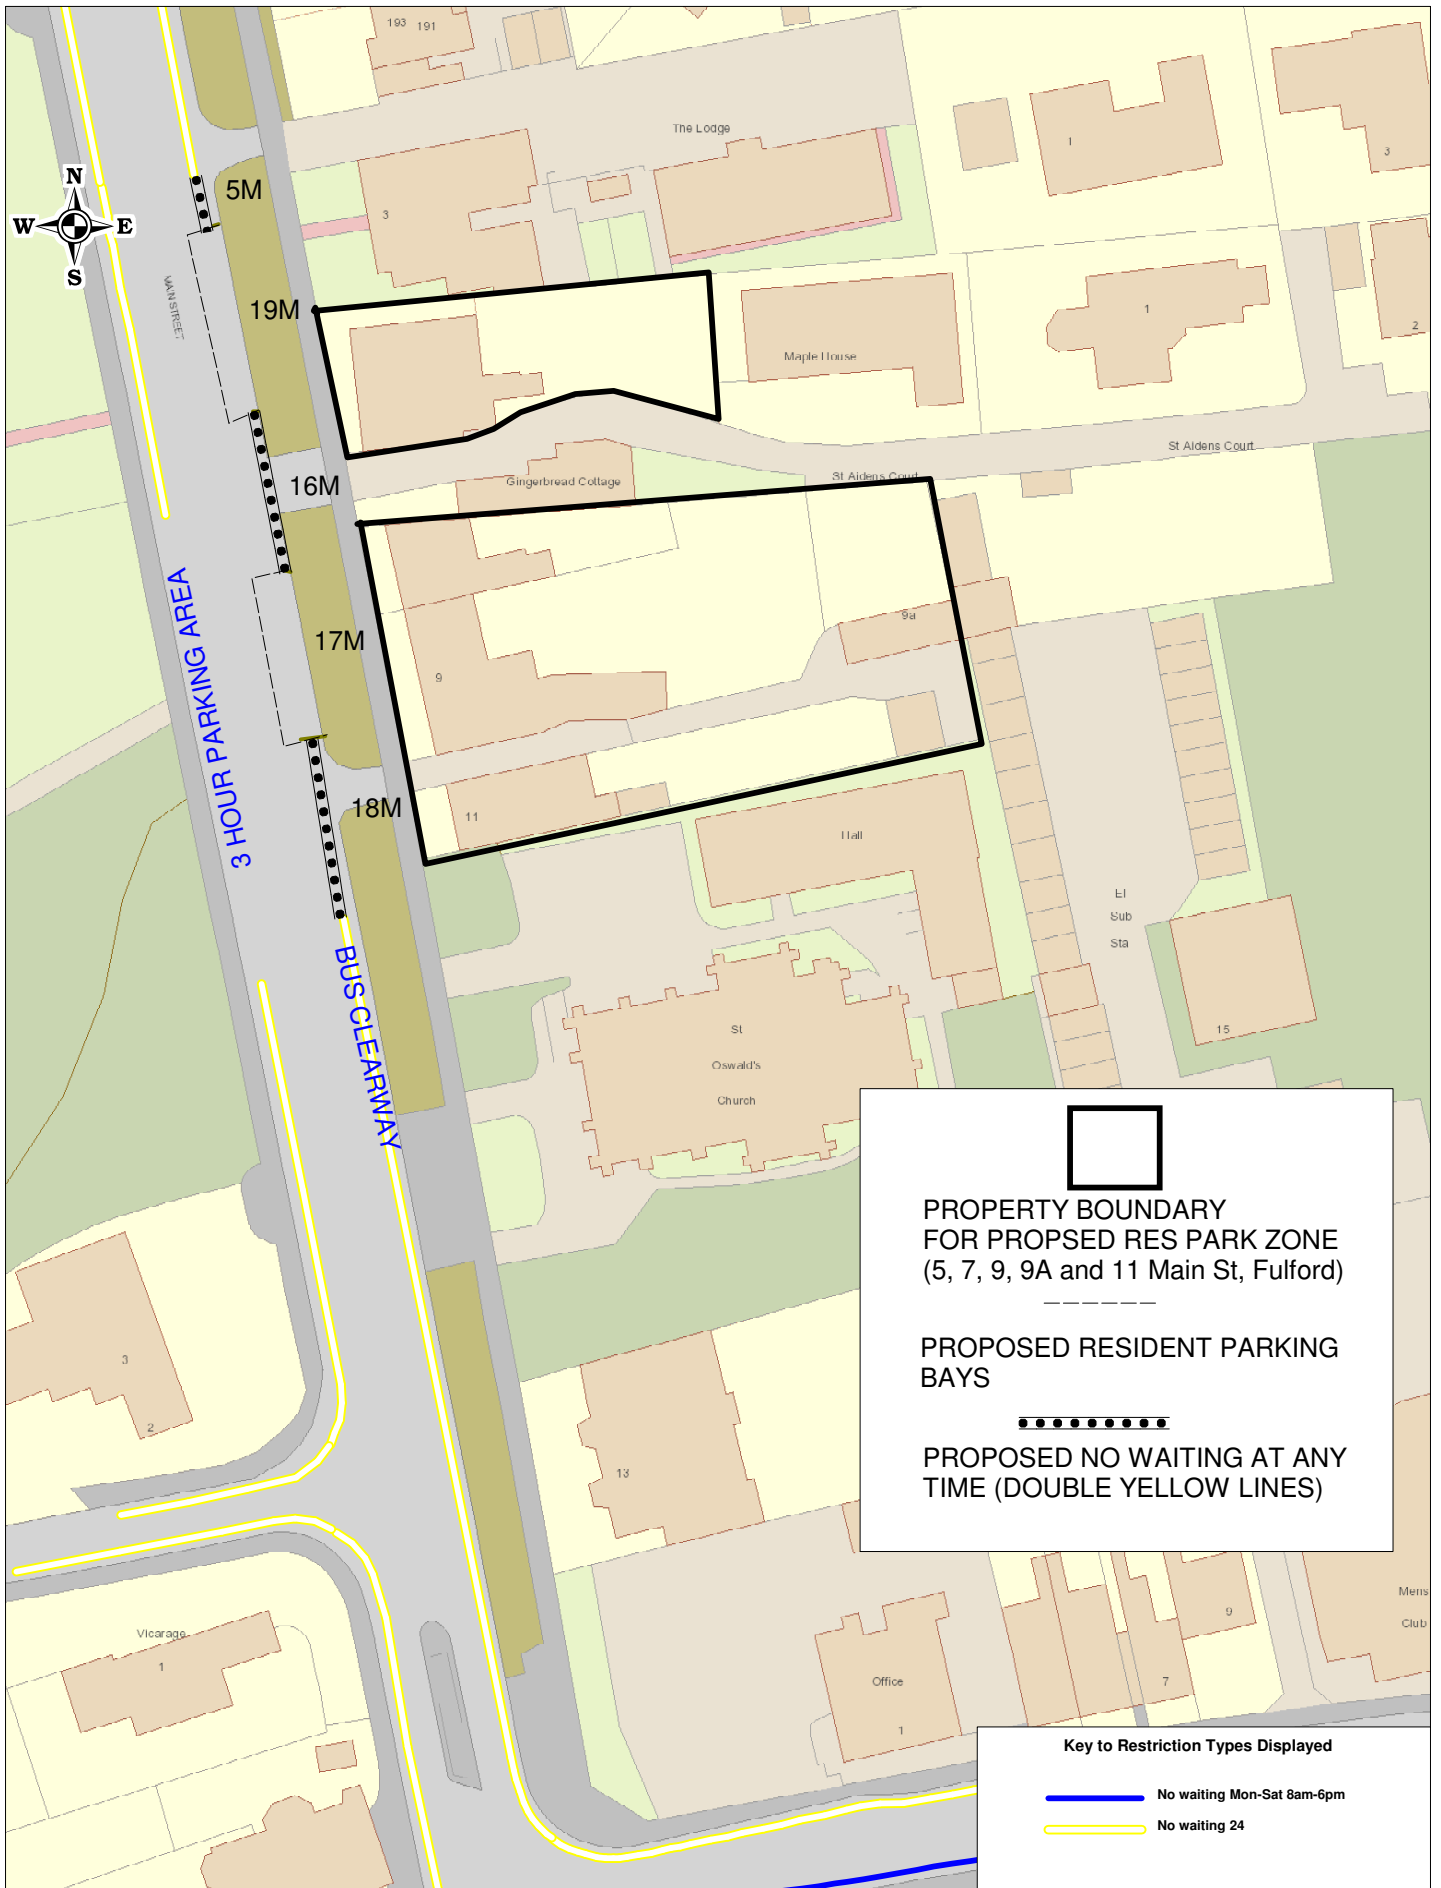 193 191
The Lodge
1
3
N
W E
S
5M
3
MAIN STREET
19M
1
2
Maple House
St Aidens Court
Gingerbread Cottage
St Aidens Court
16M
3 HOUR PARKING AREA
17M
9a
9
18M
11
Hall
El
Sub
Sta
BUS CLEARWAY
15
St
Oswald's
Church
PROPERTY BOUNDARY
FOR PROPSED RES PARK ZONE
(5, 7, 9, 9A and 11 Main St, Fulford)
PROPOSED RESIDENT PARKING
BAYS
PROPOSED NO WAITING AT ANY
TIME (DOUBLE YELLOW LINES)
3
2
13
Mens
Club
9
7
Vicarage
1
Office
1
Key to Restriction Types Displayed
No waiting Mon-Sat 8am-6pm
No waiting 24